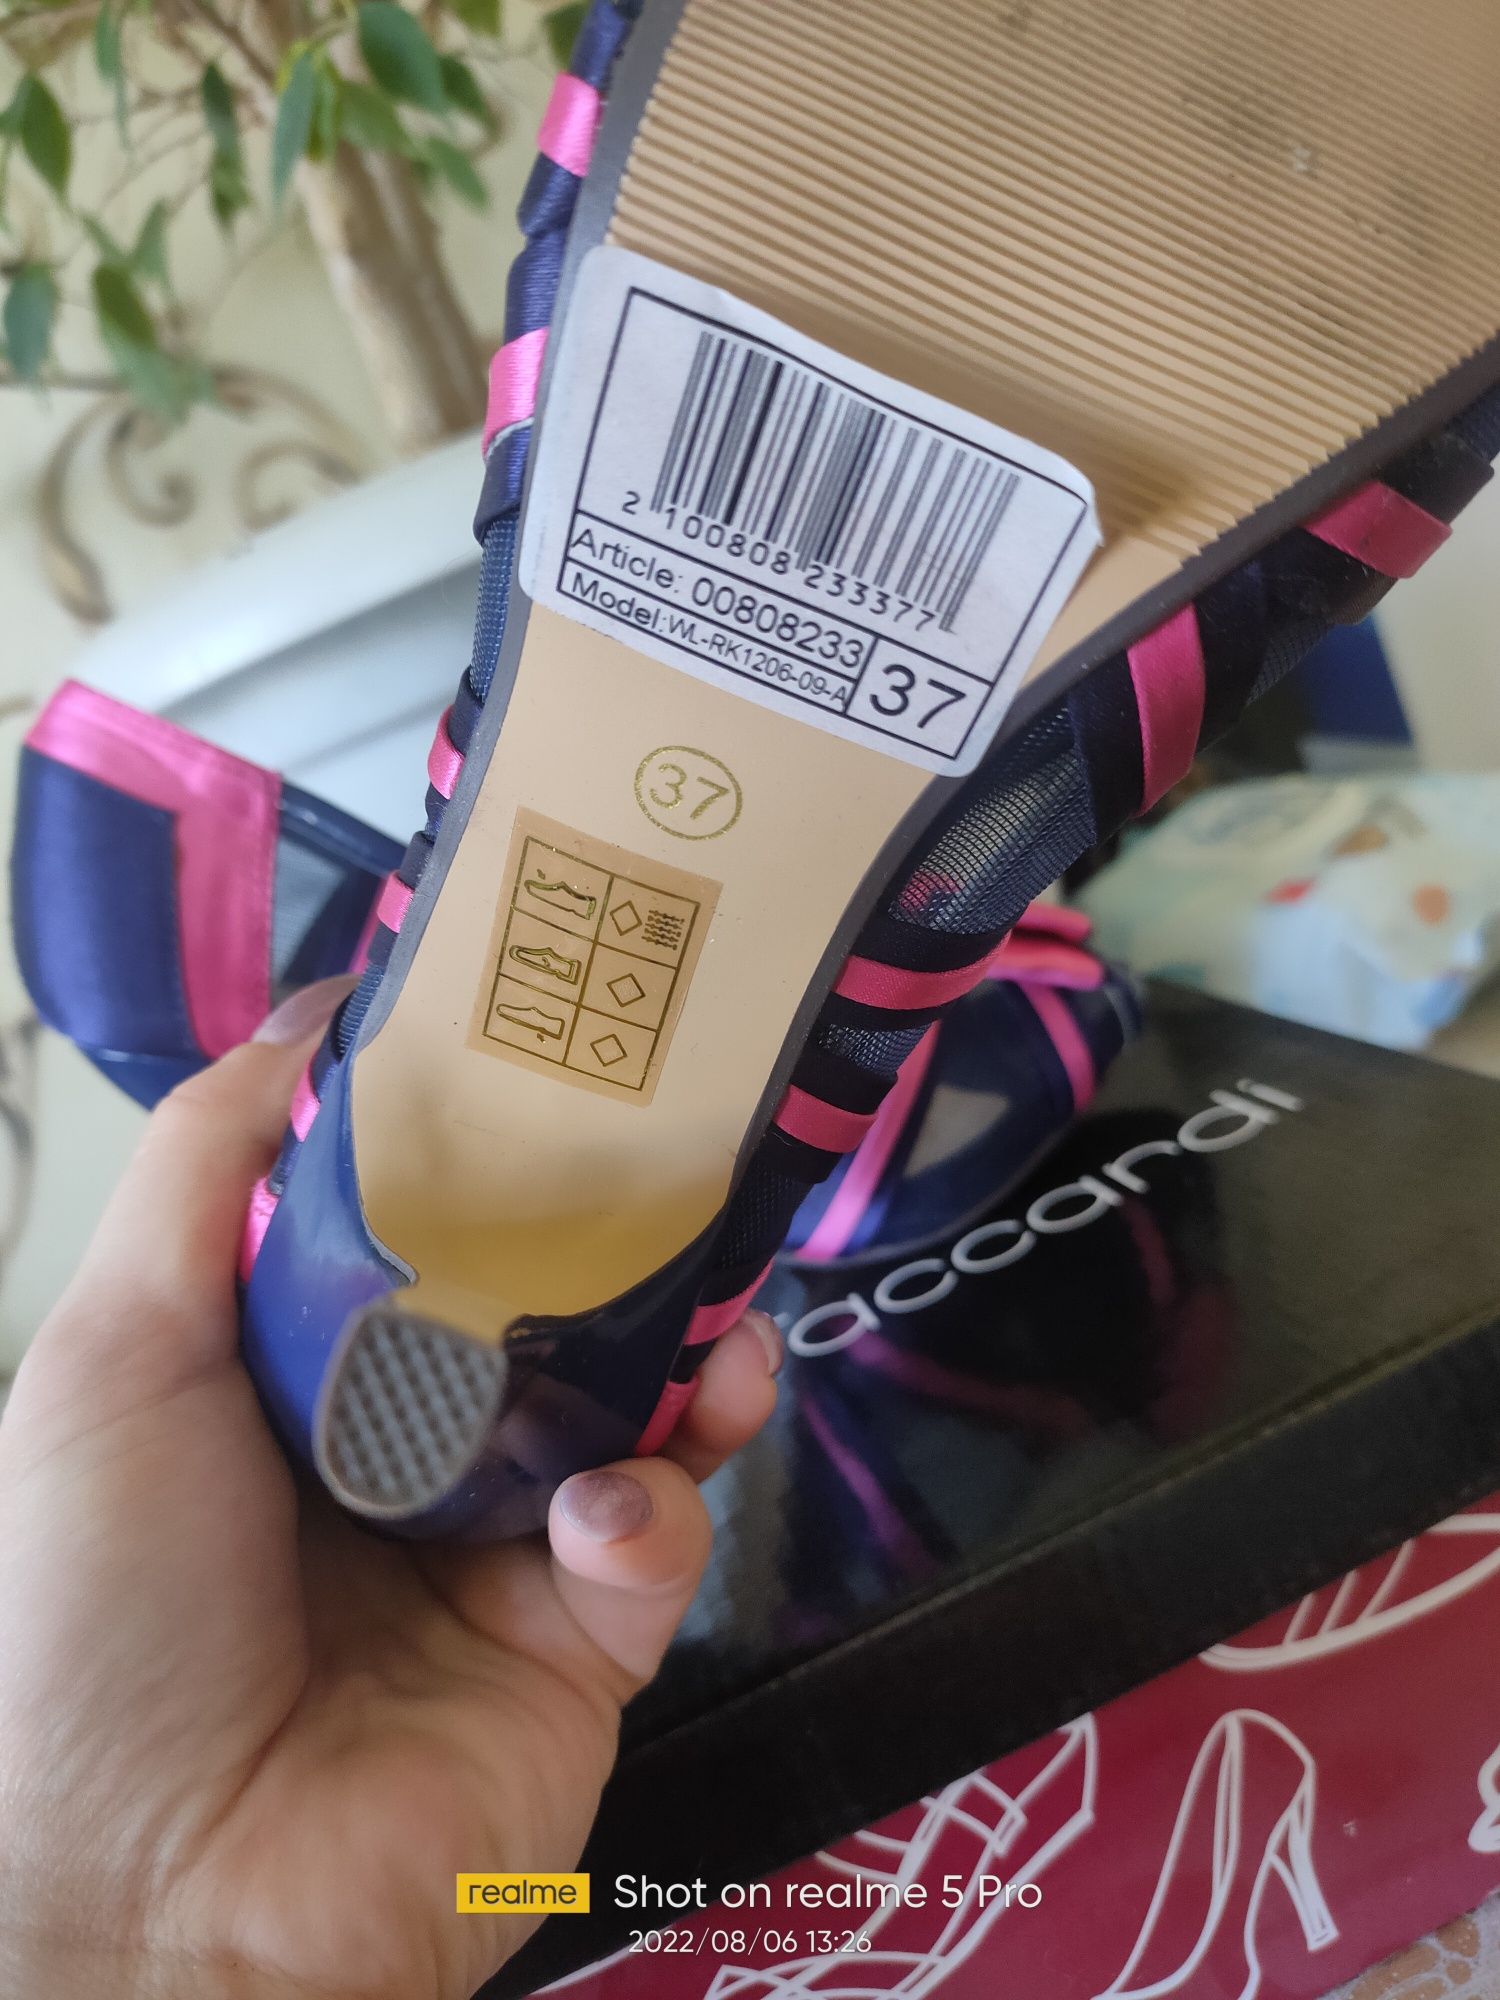 2 100808 233377
Article: 00808233
Model:WL-RK1206-09-A
37
37
raccardi
realme Shot on realme 5 Pro
2022/08/06 13:26